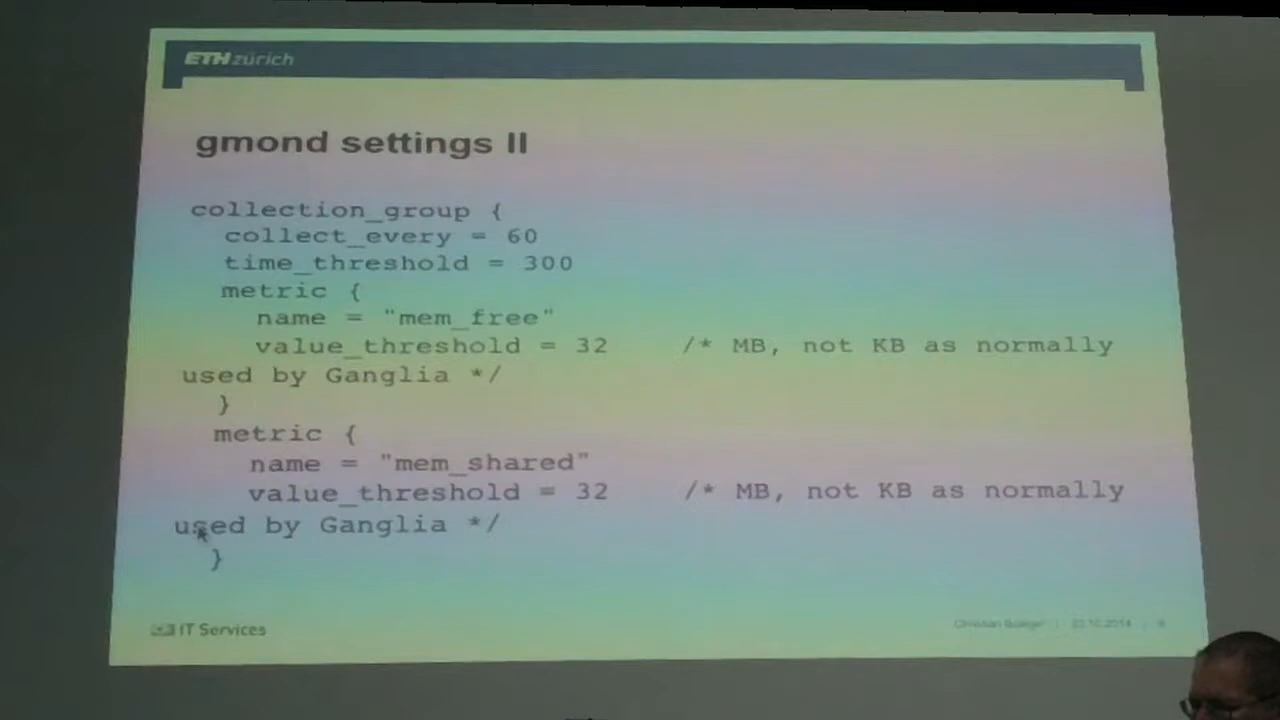 ETH zürich
gmond settings II
collection_group {
collect_every = 60
time_threshold = 300
metric {
name = "mem_free"
value_threshold = 32 /* MB, not KB as normally
used by Ganglia */
}
metric {
name = "mem_shared"
value_threshold = 32 /* MB, not KB as normally
used by Ganglia */
}
IT Services
Christian